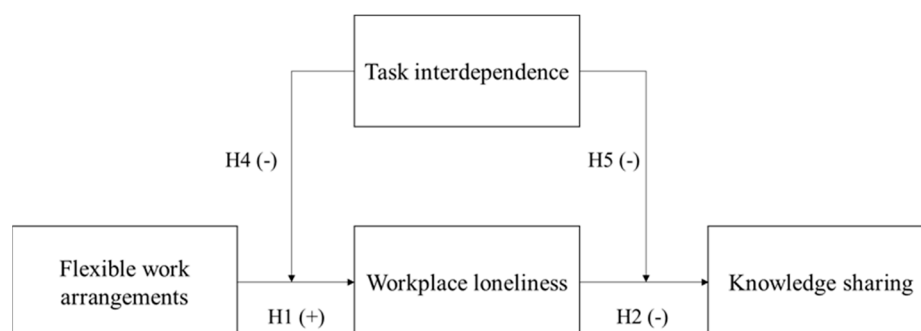 Task interdependence
H4 (-)
H5 (-)
Flexible work
arrangements
H1 (+)
Workplace loneliness
H2 (-)
Knowledge sharing